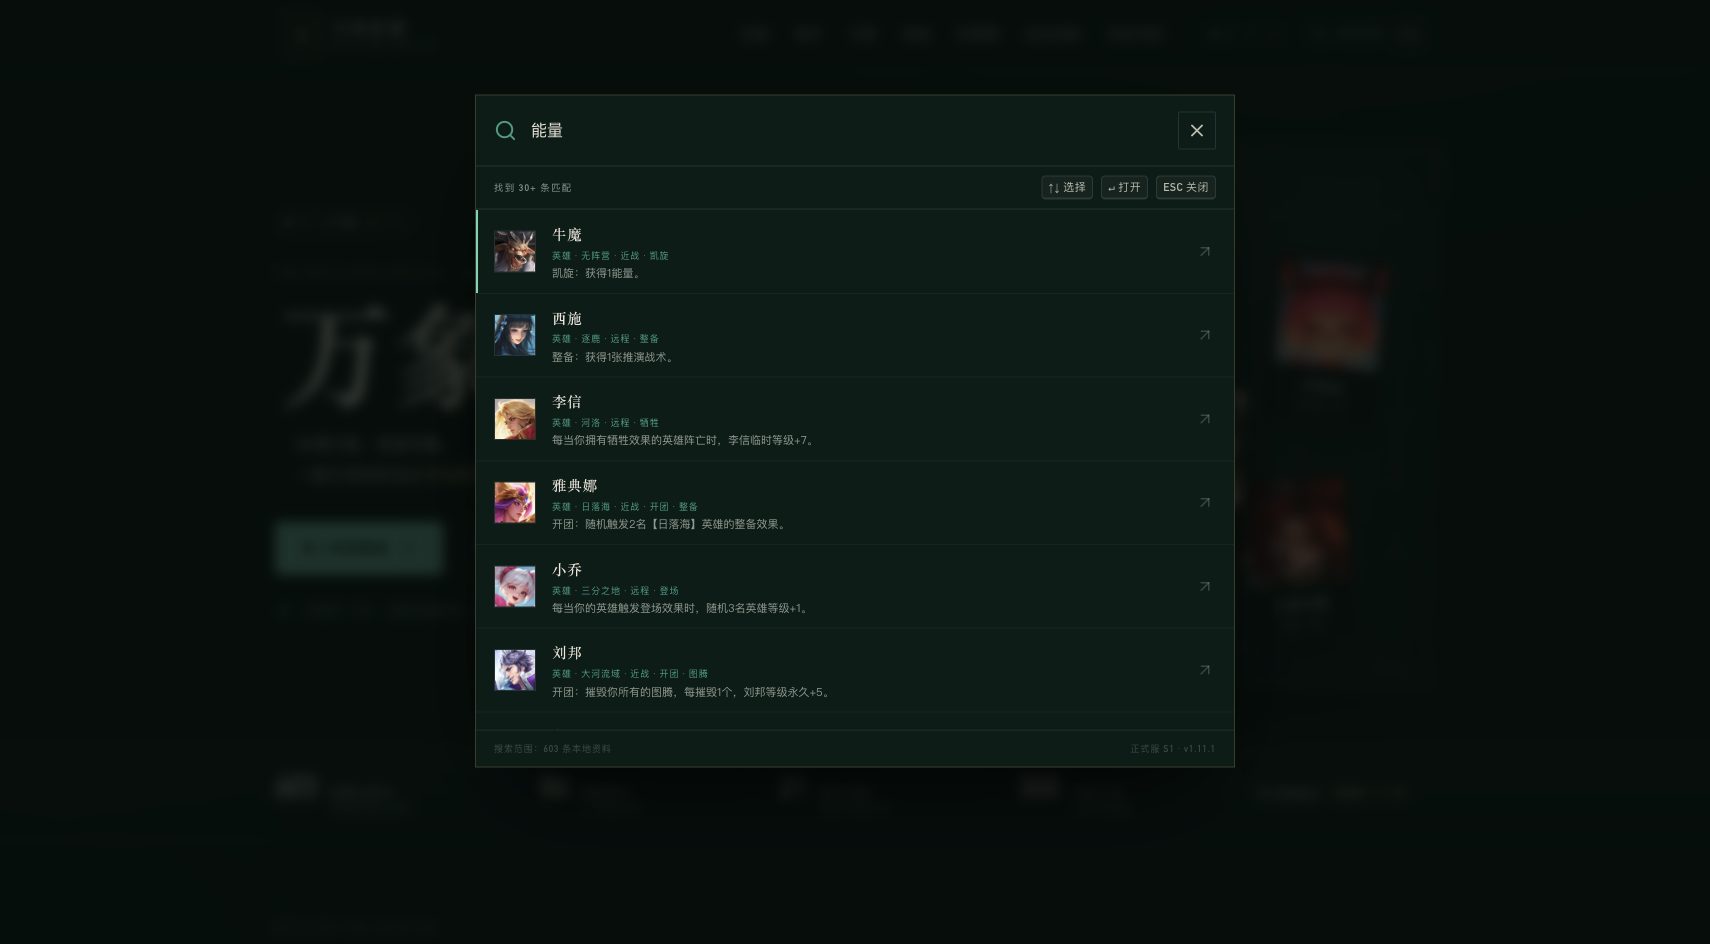 能量
找到 30+ 条匹配
↑↓ 选择
↵ 打开
ESC 关闭
牛魔
英雄 · 无阵营 · 近战 · 凯旋
凯旋：获得1能量。
西施
英雄 · 逐鹿 · 远程 · 整备
整备：获得1张推演战术。
李信
英雄 · 河洛 · 远程 · 牺牲
每当你拥有牺牲效果的英雄阵亡时，李信临时等级+7。
雅典娜
英雄 · 日落海 · 近战 · 开团 · 整备
开团：随机触发2名【日落海】英雄的整备效果。
小乔
英雄 · 三分之地 · 远程 · 登场
每当你的英雄触发登场效果时，随机3名英雄等级+1。
刘邦
英雄 · 大河流域 · 近战 · 开团 · 图腾
开团：摧毁你所有的图腾，每摧毁1个，刘邦等级永久+5。
搜索范围：603 条本地资料
正式服 S1 · v1.11.1
万象